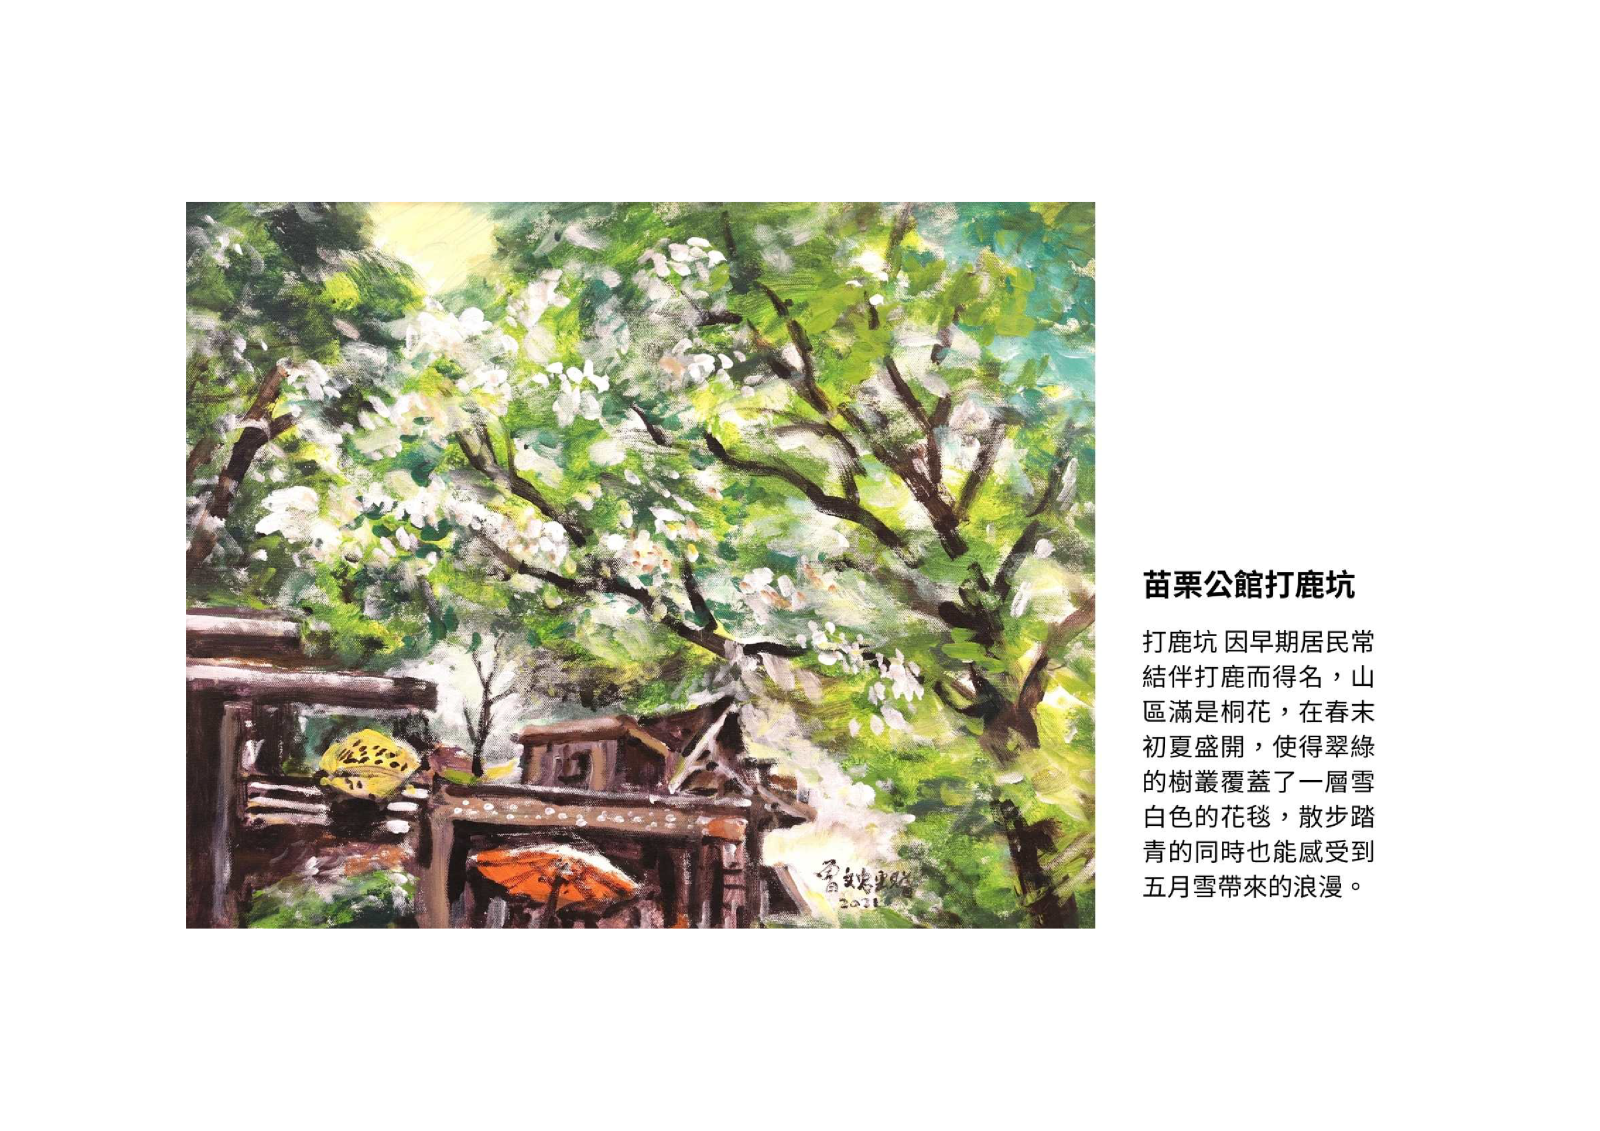 苗栗公館打鹿坑
打鹿坑 因早期居民常
結伴打鹿而得名，山
區滿是桐花，在春末
初夏盛開，使得翠綠
的樹叢覆蓋了一層雪
白色的花毯，散步踏
青的同時也能感受到
五月雪帶來的浪漫。